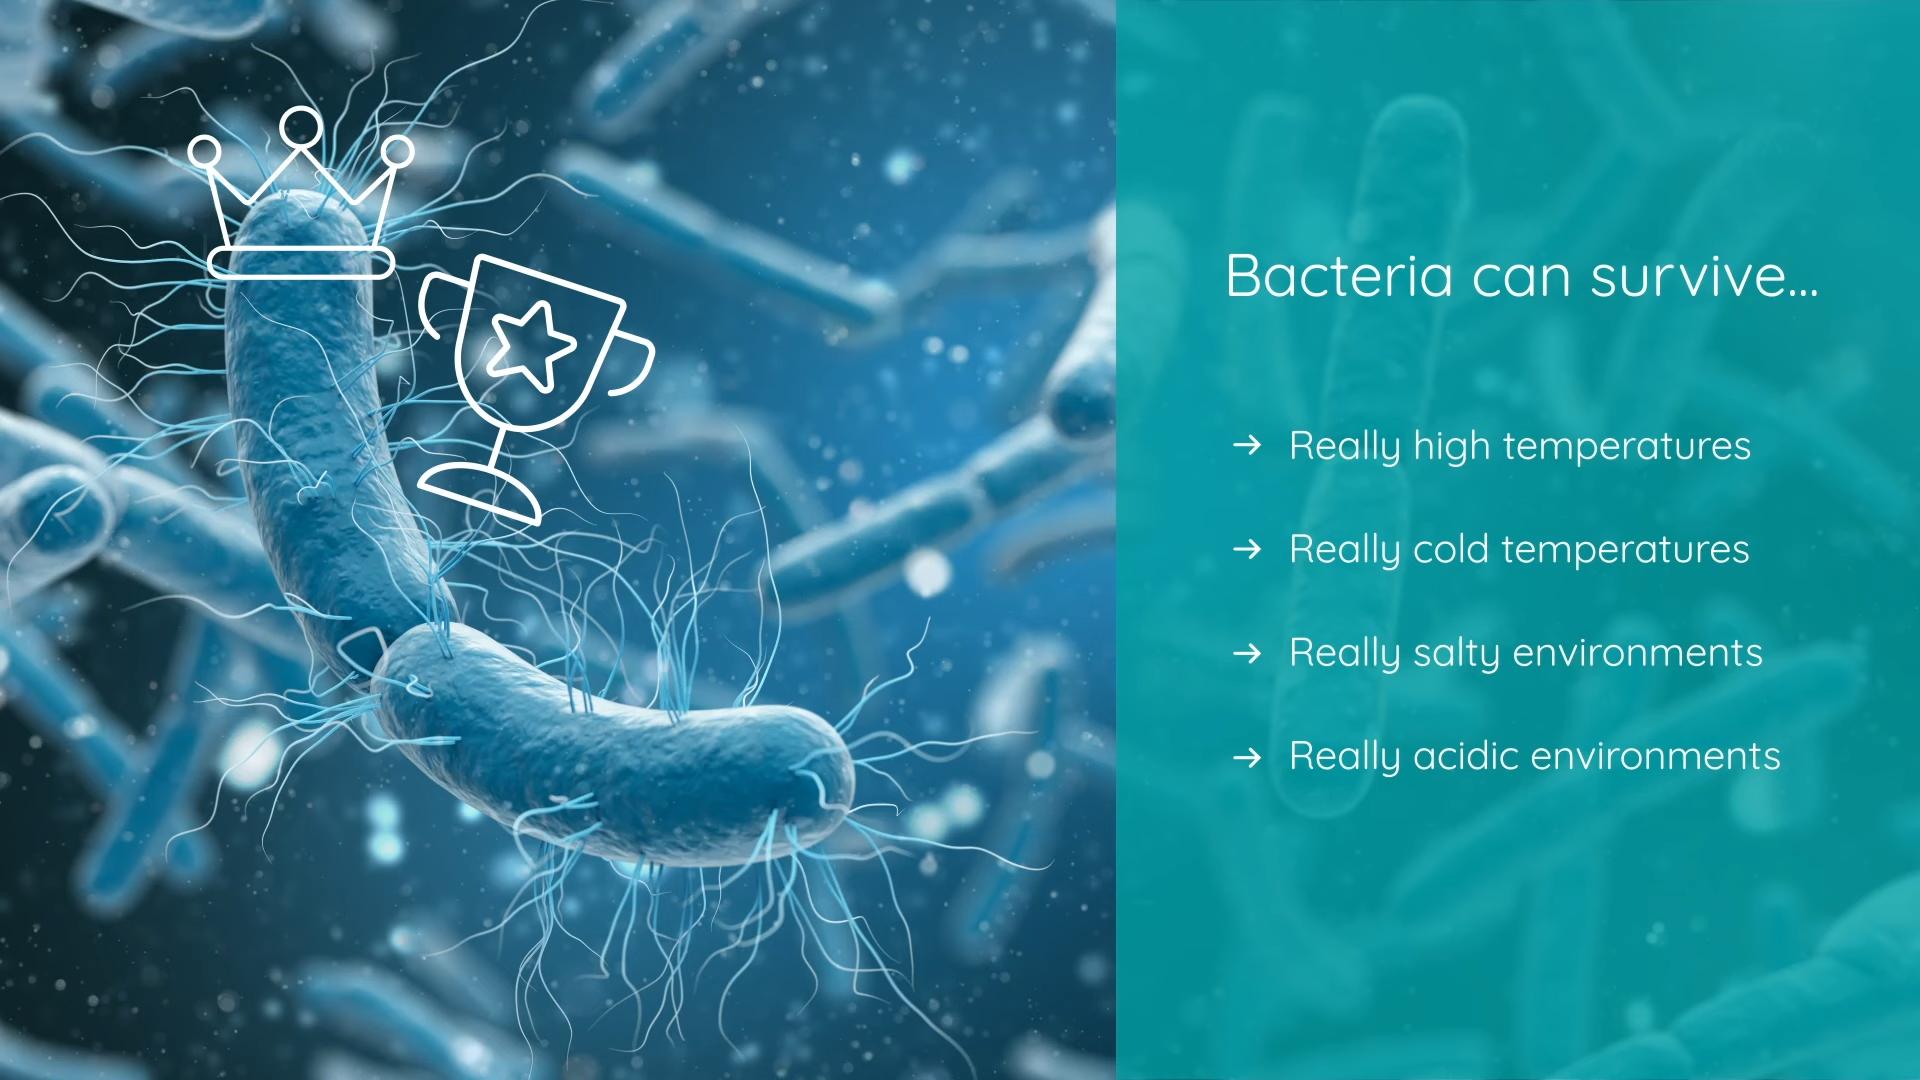 Bacteria can survive...
→ Really high temperatures
→ Really cold temperatures
→ Really salty environments
→ Really acidic environments